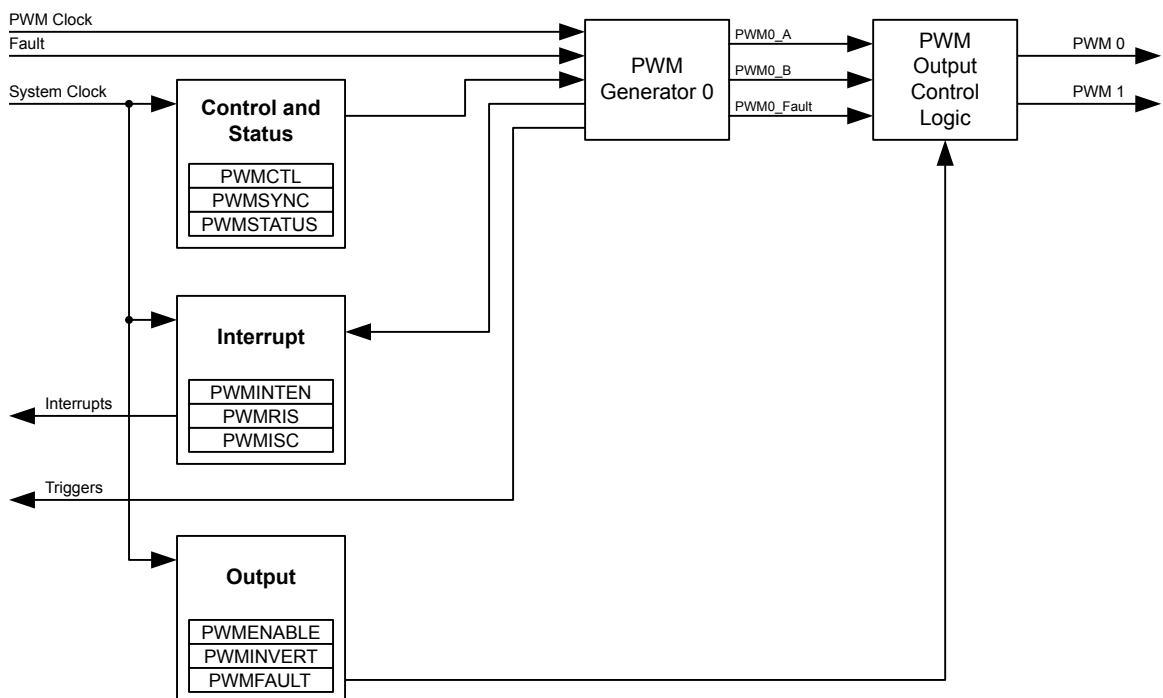 PWM Clock
Fault
System Clock
Control and
Status
PWMCTL
PWMSYNC
PWMSTATUS
Interrupt
PWMINTEN
PWMRIS
PWMISC
Interrupts
Triggers
Output
PWMENABLE
PWMINVERT
PWMFAULT
PWM
Generator 0
PWM0_A
PWM0_B
PWM0_Fault
PWM
Output
Control
Logic
PWM 0
PWM 1